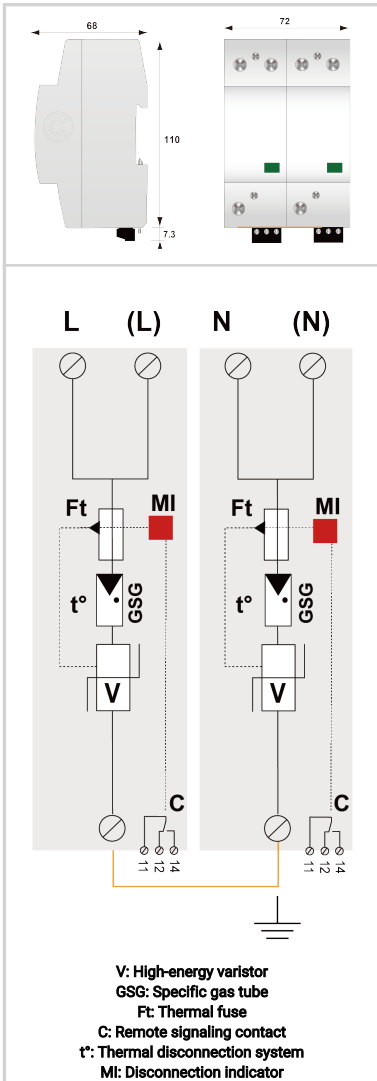 68
72
110
7.3
L (L) N (N)
Ft MI Ft MI
t° GSG t° GSG
V V
C C
11 12 14 11 12 14
V: High-energy varistor
GSG: Specific gas tube
Ft: Thermal fuse
C: Remote signaling contact
t°: Thermal disconnection system
MI: Disconnection indicator